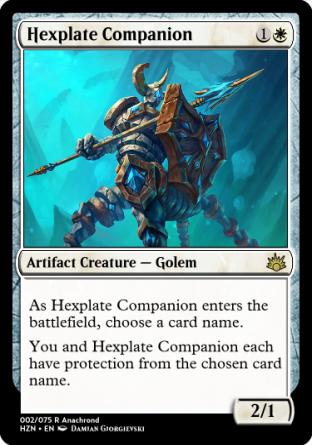 Hexplate Companion 1
Artifact Creature — Golem
As Hexplate Companion enters the
battlefield, choose a card name.
You and Hexplate Companion each
have protection from the chosen card
name.
2/1
002/075 R Anachrond
HZN • EN Damian Giorgievski